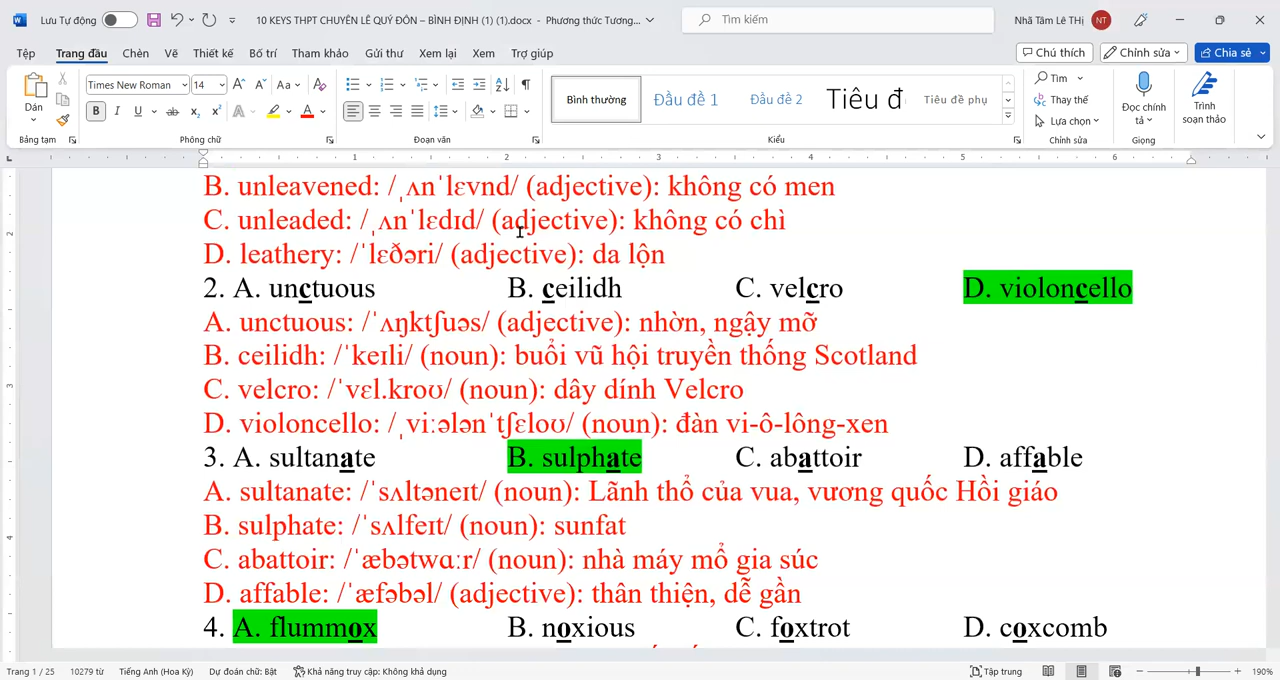 Lưu Tự động 10 KEYS THPT CHUYÊN LÊ QUÝ ĐÔN – BÌNH ĐỊNH (1) (1).docx - Phương thức Tương... Tìm kiếm Nhã Tâm Lê THị NT
Tệp Trang đầu Chèn Vẽ Thiết kế Bố trí Tham khảo Gửi thư Xem lại Xem Trợ giúp Chú thích Chỉnh sửa Chia sẻ
Dán Times New Roman 14 Bình thường Đầu đề 1 Đầu đề 2 Tiêu đ Tiêu đề phụ Tìm Thay thế Lựa chọn Đọc chính tả Trình soạn thảo
Bảng tạm Phông chữ Đoạn văn Kiểu Chỉnh sửa Giọng
1 2 3 4 5 6
B. unleavened: /ˌʌnˈlɛvnd/ (adjective): không có men
C. unleaded: /ˌʌnˈlɛdɪd/ (adjective): không có chì
D. leathery: /ˈlɛðəri/ (adjective): da lộn
2. A. unctuous B. ceilidh C. velcro D. violoncello
A. unctuous: /ˈʌŋktʃuəs/ (adjective): nhờn, ngậy mỡ
B. ceilidh: /ˈkeɪli/ (noun): buổi vũ hội truyền thống Scotland
C. velcro: /ˈvɛl.kroʊ/ (noun): dây dính Velcro
D. violoncello: /ˌviːələnˈtʃɛloʊ/ (noun): đàn vi-ô-lông-xen
3. A. sultanate B. sulphate C. abattoir D. affable
A. sultanate: /ˈsʌltəneɪt/ (noun): Lãnh thổ của vua, vương quốc Hồi giáo
B. sulphate: /ˈsʌlfeɪt/ (noun): sunfat
C. abattoir: /ˈæbətwɑːr/ (noun): nhà máy mổ gia súc
D. affable: /ˈæfəbəl/ (adjective): thân thiện, dễ gần
4. A. flummox B. noxious C. foxtrot D. coxcomb
Trang 1 / 25 10279 từ Tiếng Anh (Hoa Kỳ) Dự đoán chữ: Bật Khả năng truy cập: Không khả dụng Tập trung 190%